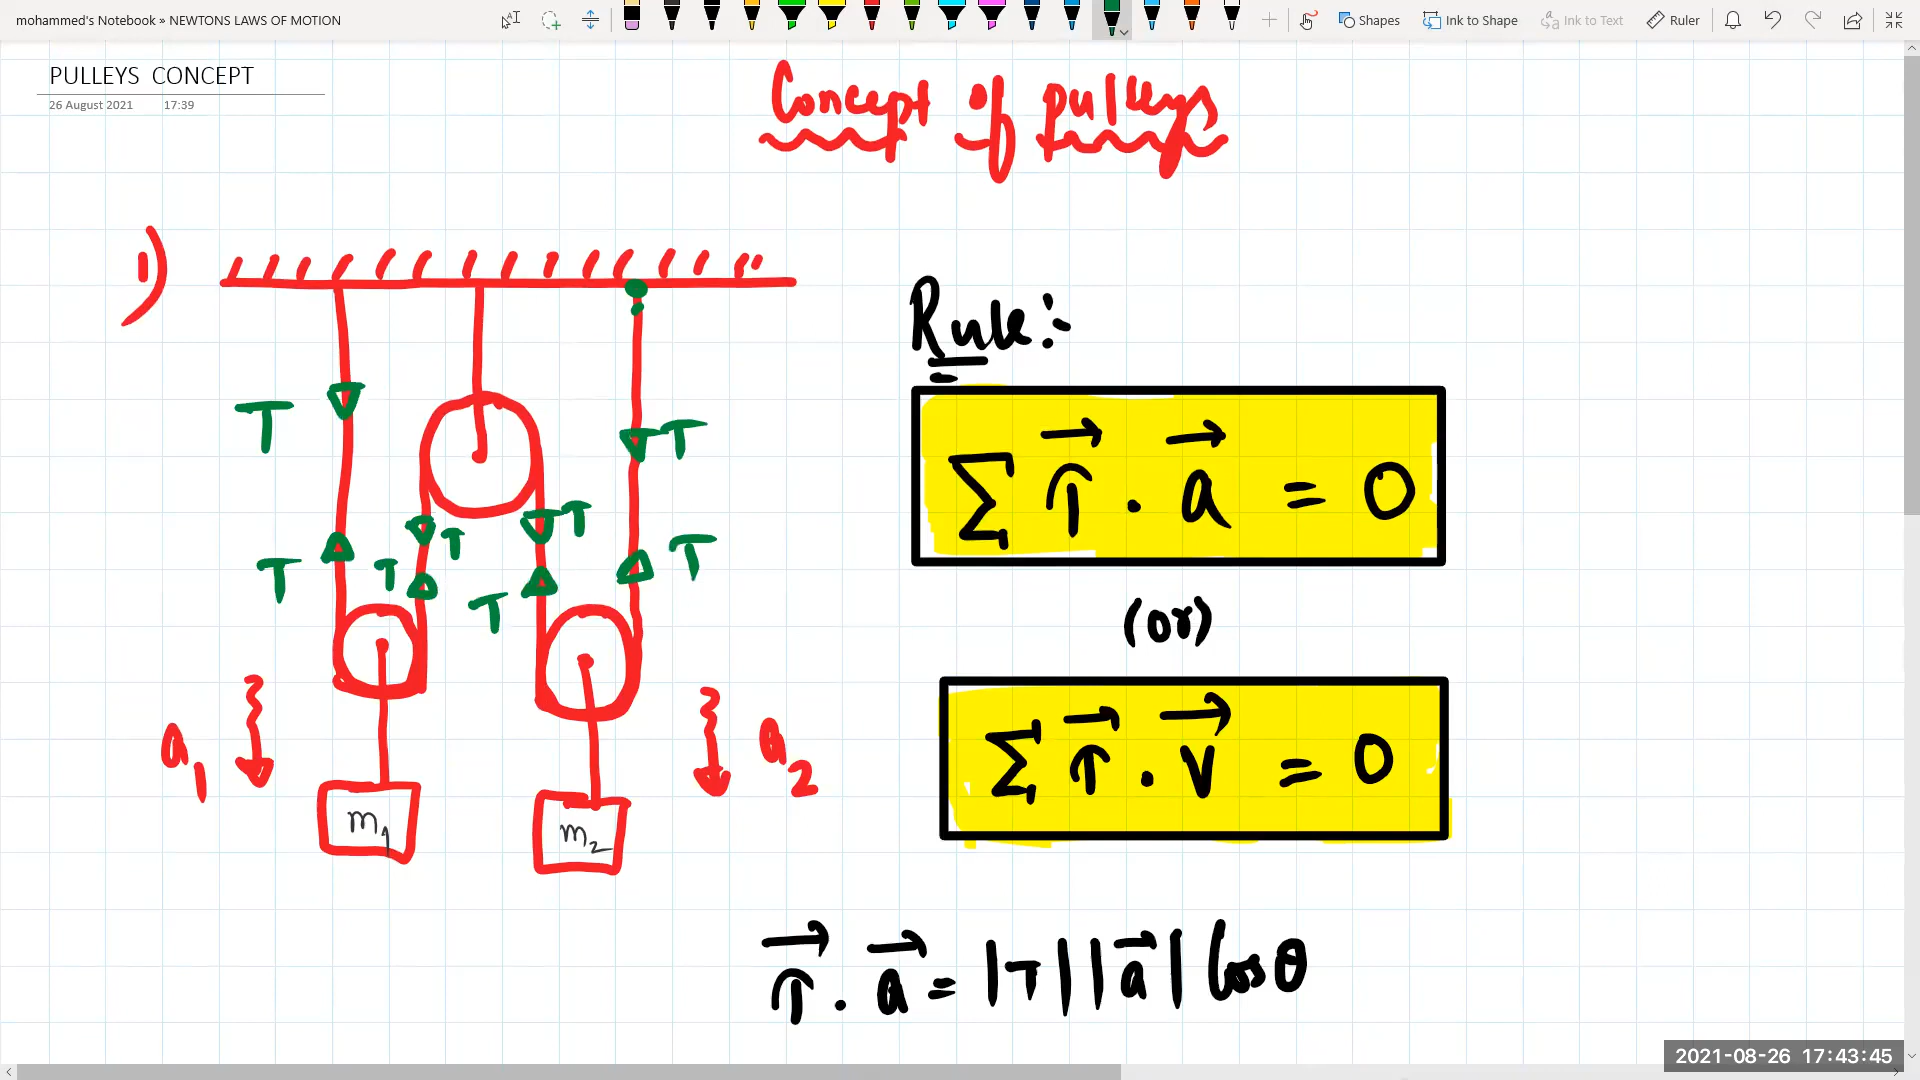 mohammed's Notebook » NEWTONS LAWS OF MOTION
Shapes
Ink to Shape
Ink to Text
Ruler
PULLEYS CONCEPT
26 August 2021 17:39
Concept of pulleys
1)
Rule:-
T
T
T
T
T
T
T
T
∑ T⃗ . a⃗ = 0
(or)
∑ T⃗ . V⃗ = 0
a1
a2
m1
m2
T⃗ . a⃗ = |T||a⃗| Cosθ
2021-08-26 17:43:45